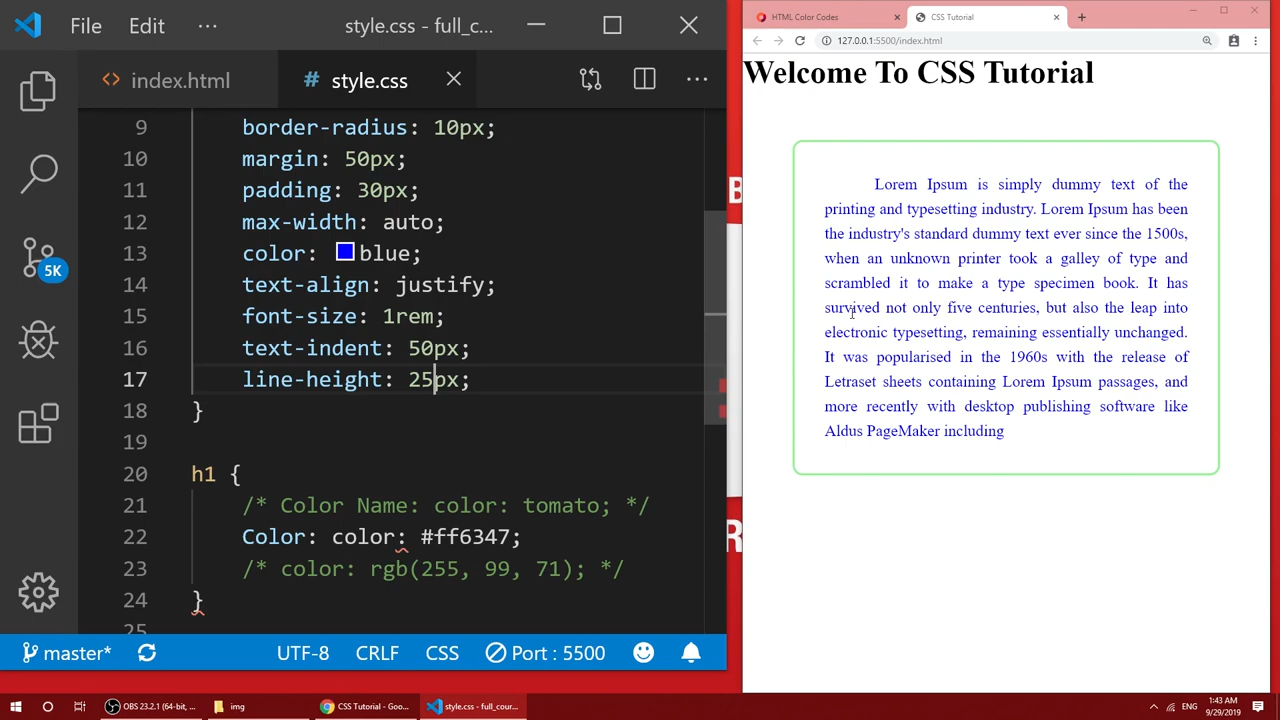 File Edit ··· style.css - full_c...
index.html # style.css
9 border-radius: 10px;
10 margin: 50px;
11 padding: 30px;
12 max-width: auto;
13 color: blue;
14 text-align: justify;
15 font-size: 1rem;
16 text-indent: 50px;
17 line-height: 25px;
18 }
19
20 h1 {
21 /* Color Name: color: tomato; */
22 Color: color: #ff6347;
23 /* color: rgb(255, 99, 71); */
24 }
25
5K
master* UTF-8 CRLF CSS Port : 5500
HTML Color Codes CSS Tutorial
127.0.0.1:5500/index.html
Welcome To CSS Tutorial
Lorem Ipsum is simply dummy text of the
printing and typesetting industry. Lorem Ipsum has been
the industry's standard dummy text ever since the 1500s,
when an unknown printer took a galley of type and
scrambled it to make a type specimen book. It has
survived not only five centuries, but also the leap into
electronic typesetting, remaining essentially unchanged.
It was popularised in the 1960s with the release of
Letraset sheets containing Lorem Ipsum passages, and
more recently with desktop publishing software like
Aldus PageMaker including
B
R
OBS 23.2.1 (64-bit, ... img CSS Tutorial - Goo... style.css - full_cour... ENG 1:43 AM
9/29/2019